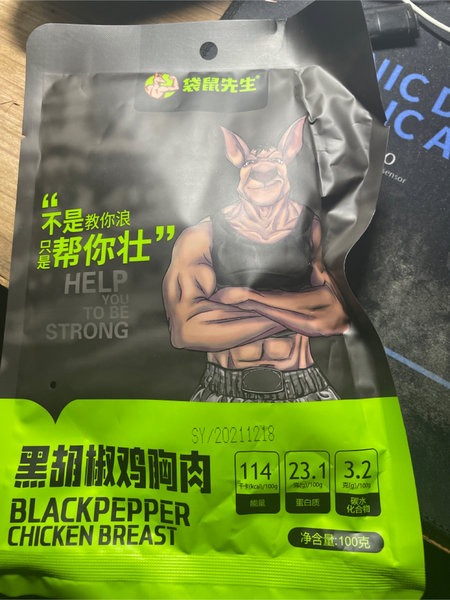 袋鼠先生®
“不是教你浪
只是帮你壮”
HELP
YOU
TO BE
STRONG
NIC D
NIC A
O
sensor
SY/20211218
黑胡椒鸡胸肉
BLACKPEPPER
CHICKEN BREAST
114
千卡(kcal)/100g
能量
23.1
克(g)/100g
蛋白质
3.2
克(g)/100g
碳水
化合物
净含量:100克